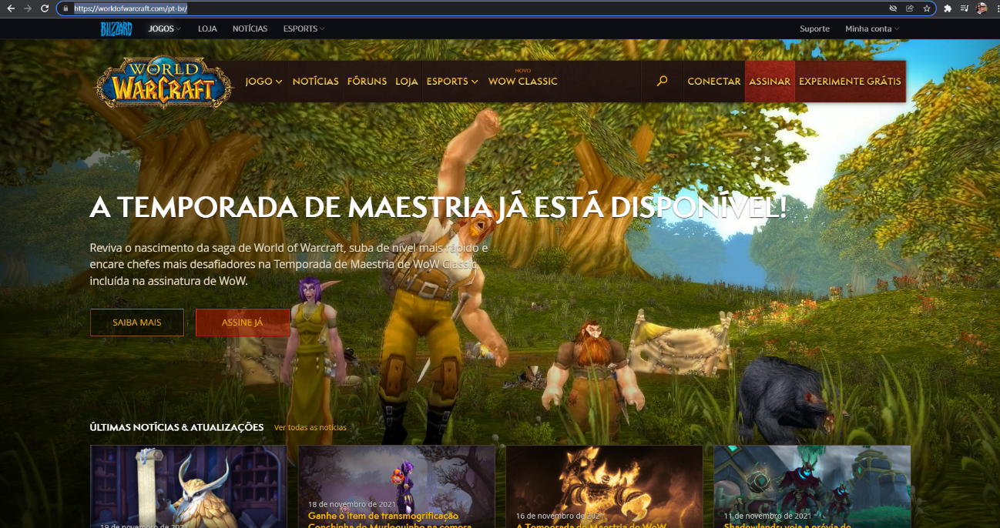 https://worldofwarcraft.com/pt-br/
BLIZZARD JOGOS LOJA NOTÍCIAS ESPORTS Suporte Minha conta
WORLD OF WARCRAFT
NOVO
JOGO NOTÍCIAS FÓRUNS LOJA ESPORTS WOW CLASSIC CONECTAR ASSINAR EXPERIMENTE GRÁTIS
A TEMPORADA DE MAESTRIA JÁ ESTÁ DISPONÍVEL!
Reviva o nascimento da saga de World of Warcraft, suba de nível mais rápido e
encare chefes mais desafiadores na Temporada de Maestria de WoW Classic,
incluída na assinatura de WoW.
SAIBA MAIS ASSINE JÁ
ÚLTIMAS NOTÍCIAS & ATUALIZAÇÕES Ver todas as notícias
19 de novembro de 2021
18 de novembro de 2021
Ganhe o item de transmogrificação
Conchinha do Murloquinho na compra
16 de novembro de 2021
A Temporada de Maestria de WoW
11 de novembro de 2021
Shadowlands: veja a prévia do